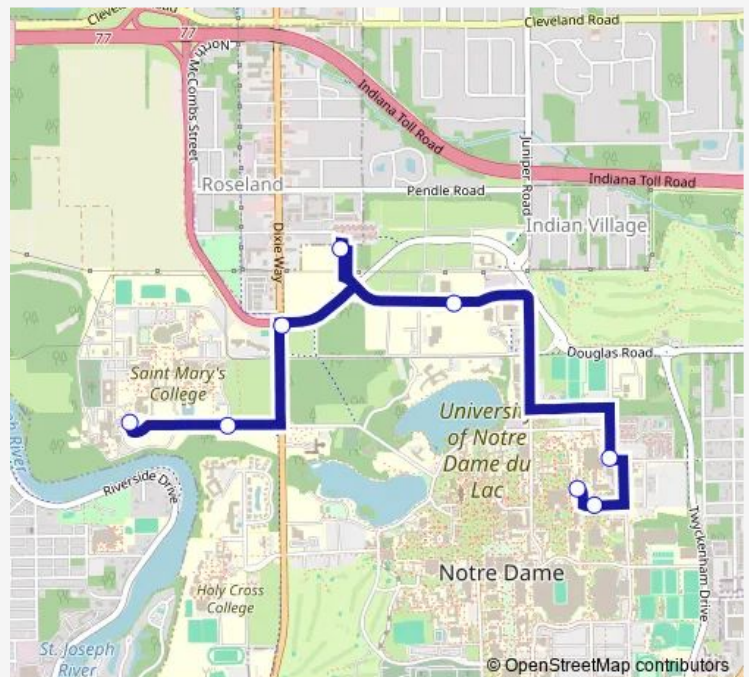 Cleveland Road
Cleveland Road
77
77
North McCombs Street
Indiana Toll Road
Indiana Toll Road
Juniper Road
Roseland
Pendle Road
Dixie Way
Indian Village
Douglas Road
Saint Mary's
College
University
of Notre
Dame du
Lac
Riverside Drive
Twyckenham Drive
Holy Cross
College
Notre Dame
St. Joseph
River
© OpenStreetMap contributors